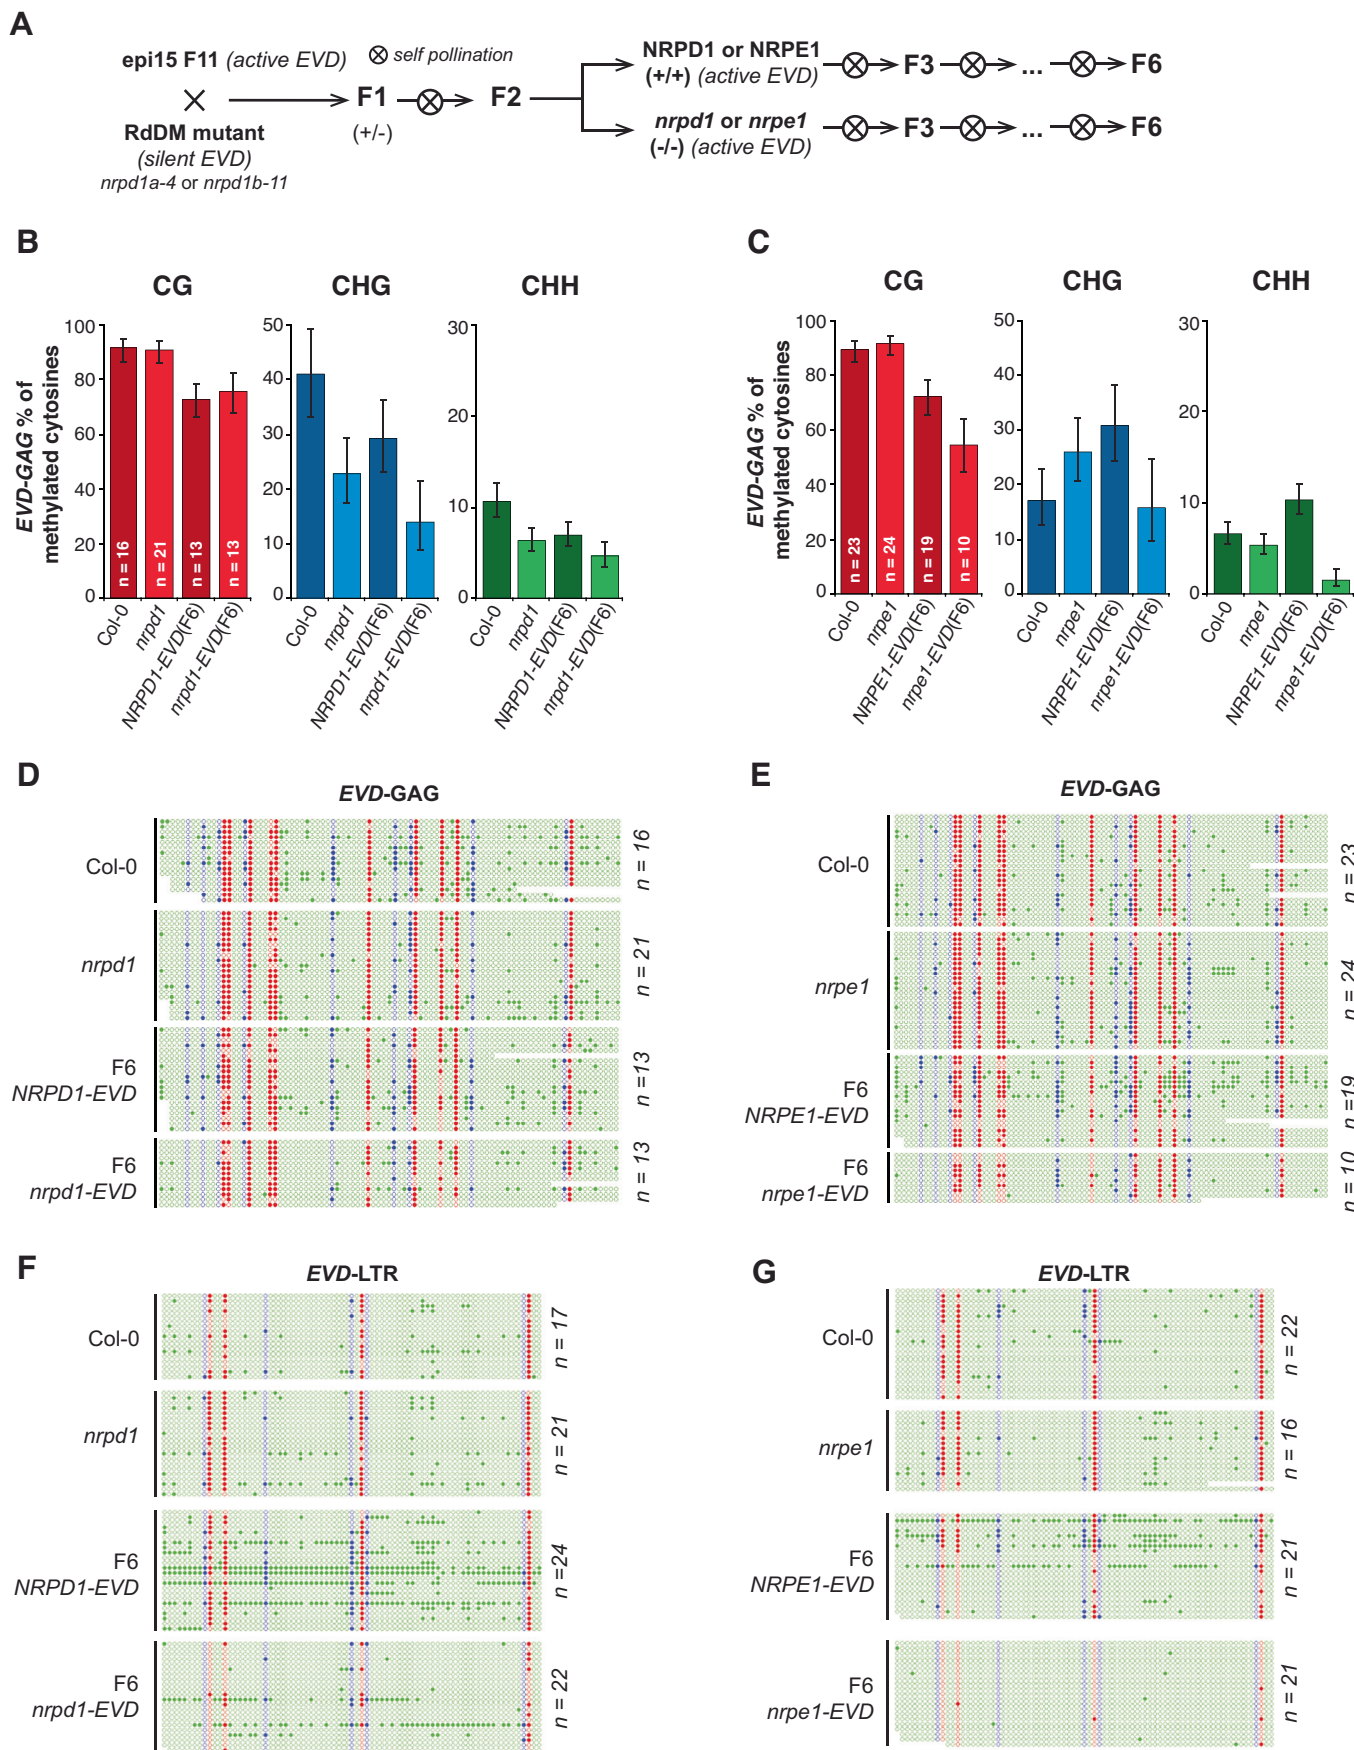 A
epi15 F11 (active EVD)
⊗ self pollination
NRPD1 or NRPE1
(+/+) (active EVD)
F3
...
F6
F1
F2
(+/-)
RdDM mutant
(silent EVD)
nrpd1a-4 or nrpd1b-11
nrpd1 or nrpe1
(-/-) (active EVD)
F3
...
F6
B
EVD-GAG % of
methylated cytosines
CG
100
80
60
40
20
0
n = 16
n = 21
n = 13
n = 13
Col-0
nrpd1
NRPD1-EVD(F6)
nrpd1-EVD(F6)
CHG
50
40
30
20
10
0
Col-0
nrpd1
NRPD1-EVD(F6)
nrpd1-EVD(F6)
CHH
30
20
10
0
Col-0
nrpd1
NRPD1-EVD(F6)
nrpd1-EVD(F6)
C
EVD-GAG % of
methylated cytosines
CG
100
80
60
40
20
0
n = 23
n = 24
n = 19
n = 10
Col-0
nrpe1
NRPE1-EVD(F6)
nrpe1-EVD(F6)
CHG
50
40
30
20
10
0
Col-0
nrpe1
NRPE1-EVD(F6)
nrpe1-EVD(F6)
CHH
30
20
10
0
Col-0
nrpe1
NRPE1-EVD(F6)
nrpe1-EVD(F6)
D
EVD-GAG
Col-0
n = 16
nrpd1
n = 21
F6
NRPD1-EVD
n =13
F6
nrpd1-EVD
n = 13
E
EVD-GAG
Col-0
n = 23
nrpe1
n = 24
F6
NRPE1-EVD
n =19
F6
nrpe1-EVD
n = 10
F
EVD-LTR
Col-0
n = 17
nrpd1
n = 21
F6
NRPD1-EVD
n =24
F6
nrpd1-EVD
n = 22
G
EVD-LTR
Col-0
n = 22
nrpe1
n = 16
F6
NRPE1-EVD
n = 21
F6
nrpe1-EVD
n = 21